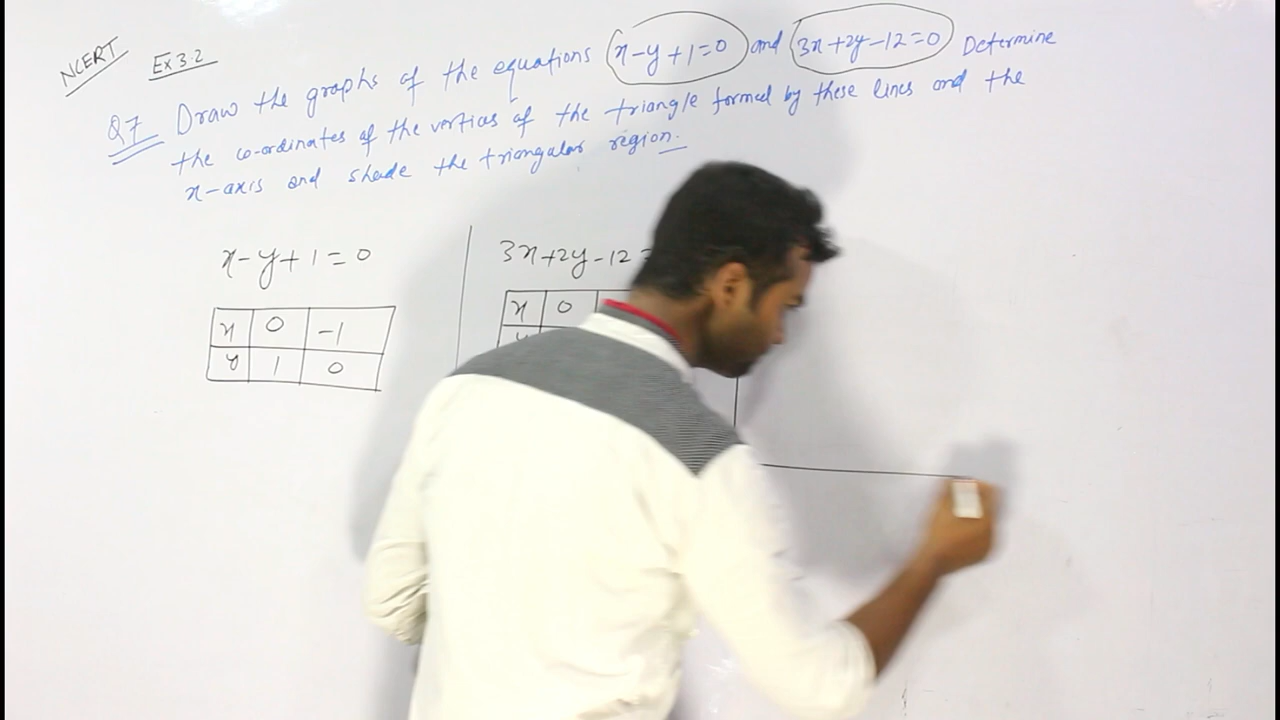 NCERT Ex 3.2
Q7 Draw the graphs of the equations x-y+1=0 and 3x+2y-12=0 Determine
the co-ordinates of the vertices of the triangle formed by these lines and the
x-axis and shade the triangular region.
x-y+1=0
x 0 -1
y 1 0
3x+2y-12
x 0